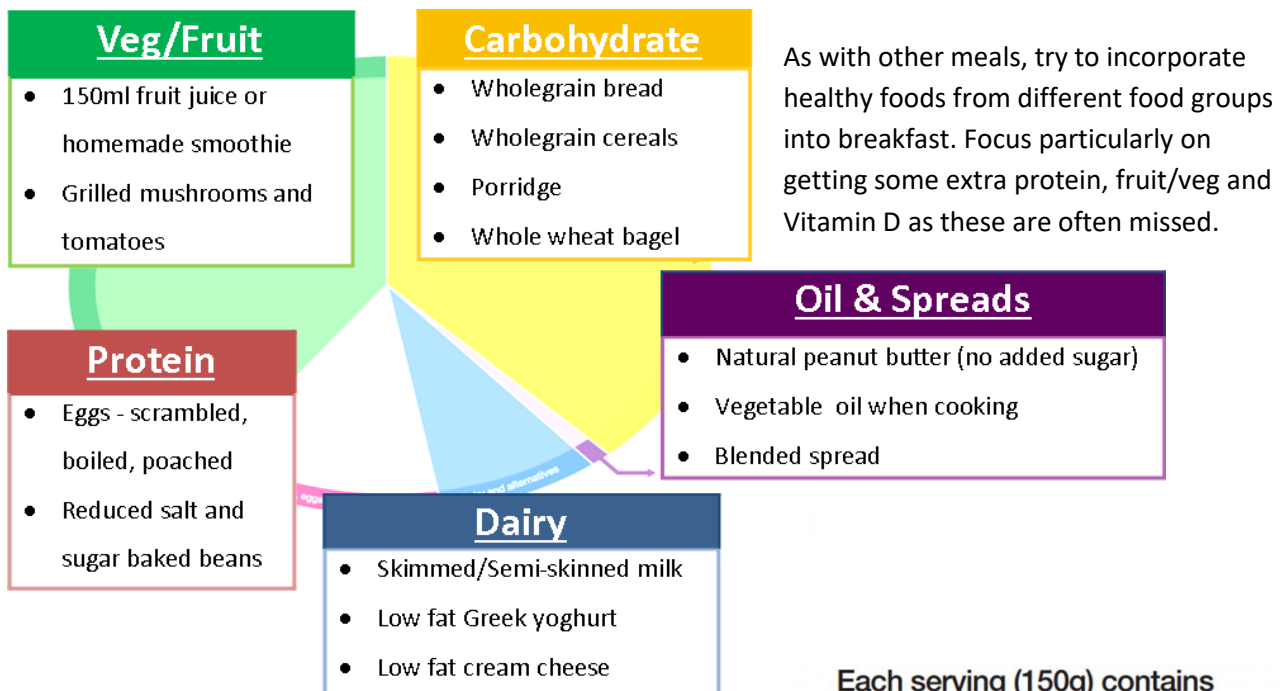 Veg/Fruit
• 150ml fruit juice or
homemade smoothie
• Grilled mushrooms and
tomatoes
Carbohydrate
• Wholegrain bread
• Wholegrain cereals
• Porridge
• Whole wheat bagel
As with other meals, try to incorporate
healthy foods from different food groups
into breakfast. Focus particularly on
getting some extra protein, fruit/veg and
Vitamin D as these are often missed.
Oil & Spreads
• Natural peanut butter (no added sugar)
• Vegetable oil when cooking
• Blended spread
Protein
• Eggs - scrambled,
boiled, poached
• Reduced salt and
sugar baked beans
eggs
and alternatives
Dairy
• Skimmed/Semi-skinned milk
• Low fat Greek yoghurt
• Low fat cream cheese
Each serving (150g) contains